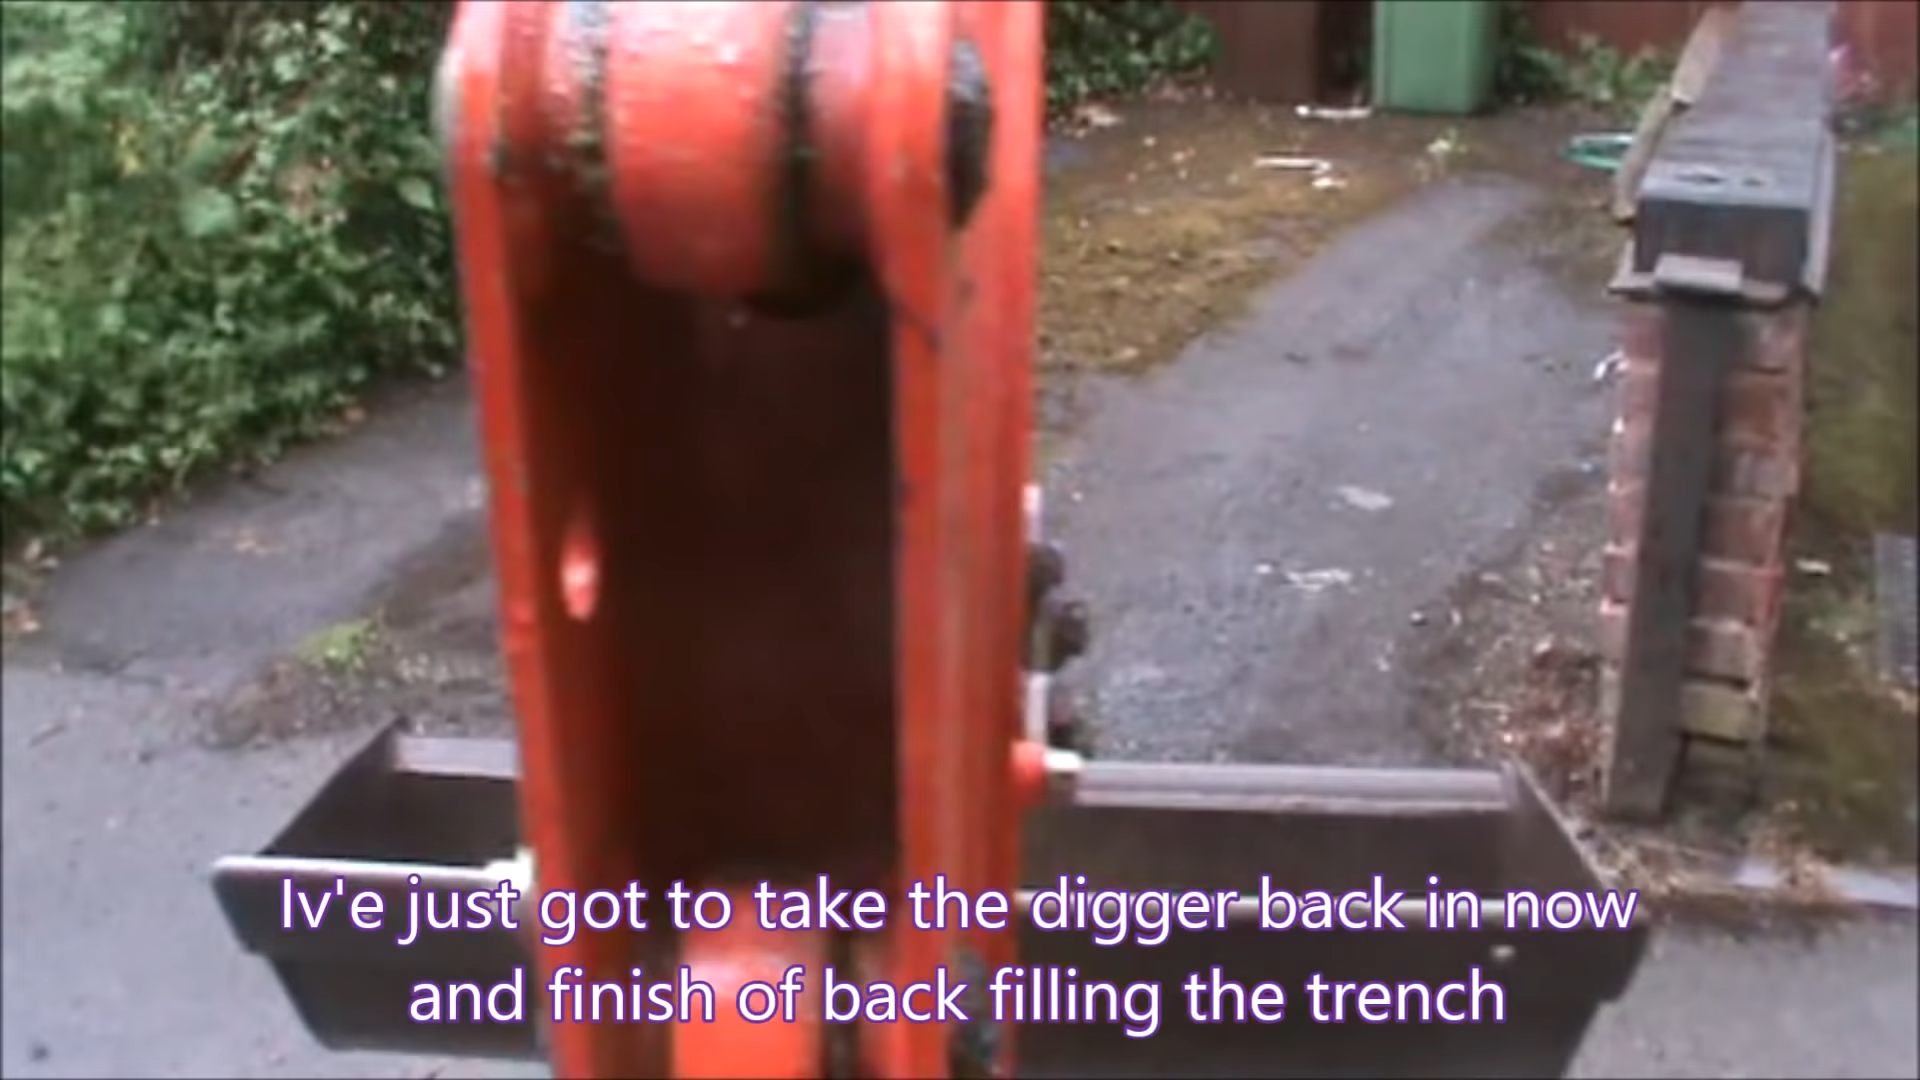 Iv'e just got to take the digger back in now
and finish of back filling the trench